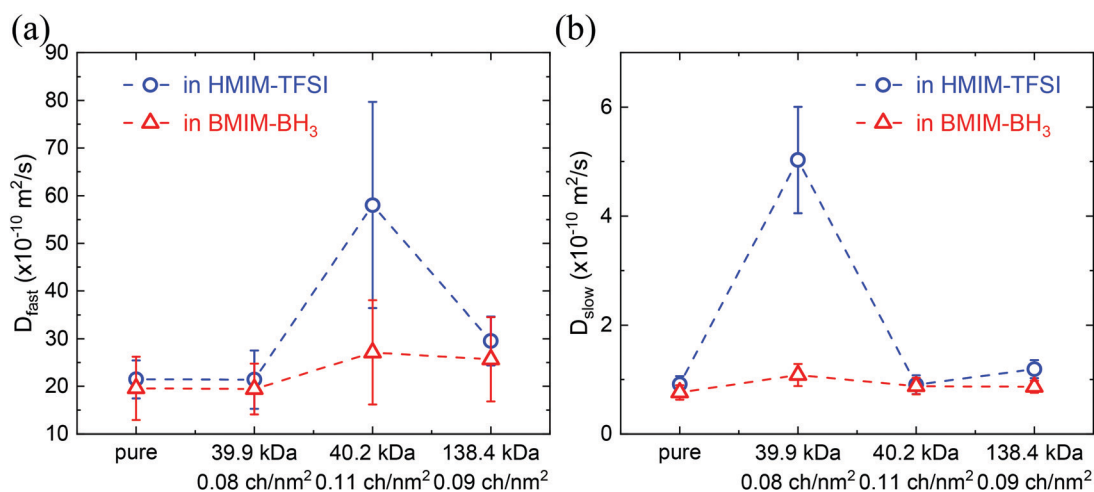 (a)
90
80
70
60
50
40
30
20
10
D_fast (x10^-10 m^2/s)
in HMIM-TFSI
in BMIM-BH_3
pure
39.9 kDa
0.08 ch/nm^2
40.2 kDa
0.11 ch/nm^2
138.4 kDa
0.09 ch/nm^2
(b)
6
4
2
0
D_slow (x10^-10 m^2/s)
in HMIM-TFSI
in BMIM-BH_3
pure
39.9 kDa
0.08 ch/nm^2
40.2 kDa
0.11 ch/nm^2
138.4 kDa
0.09 ch/nm^2